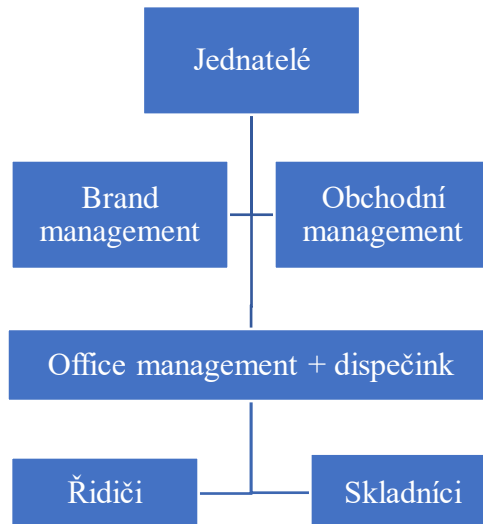 Jednatelé
Brand
management
Obchodní
management
Office management + dispečink
Řidiči
Skladníci